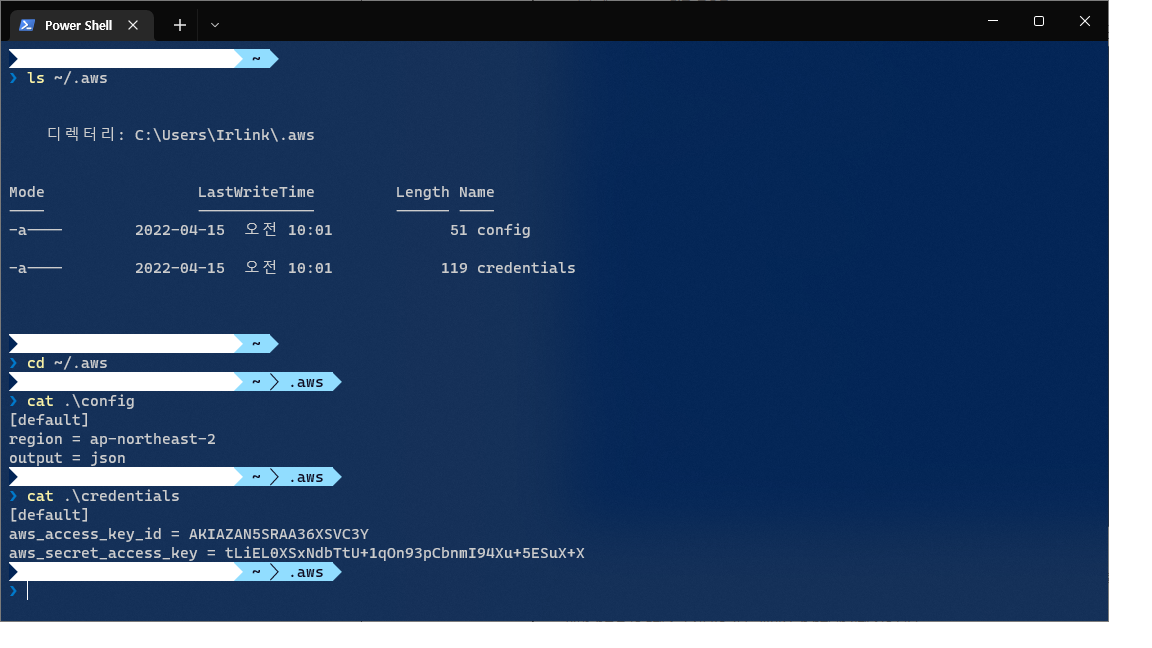 Power Shell
~
❯ ls ~/.aws
디렉터리: C:\Users\Irlink\.aws
Mode LastWriteTime Length Name
-a---- 2022-04-15 오전 10:01 51 config
-a---- 2022-04-15 오전 10:01 119 credentials
~
❯ cd ~/.aws
~ .aws
❯ cat .\config
[default]
region = ap-northeast-2
output = json
~ .aws
❯ cat .\credentials
[default]
aws_access_key_id = AKIAZAN5SRAA36XSVC3Y
aws_secret_access_key = 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
~ .aws
❯